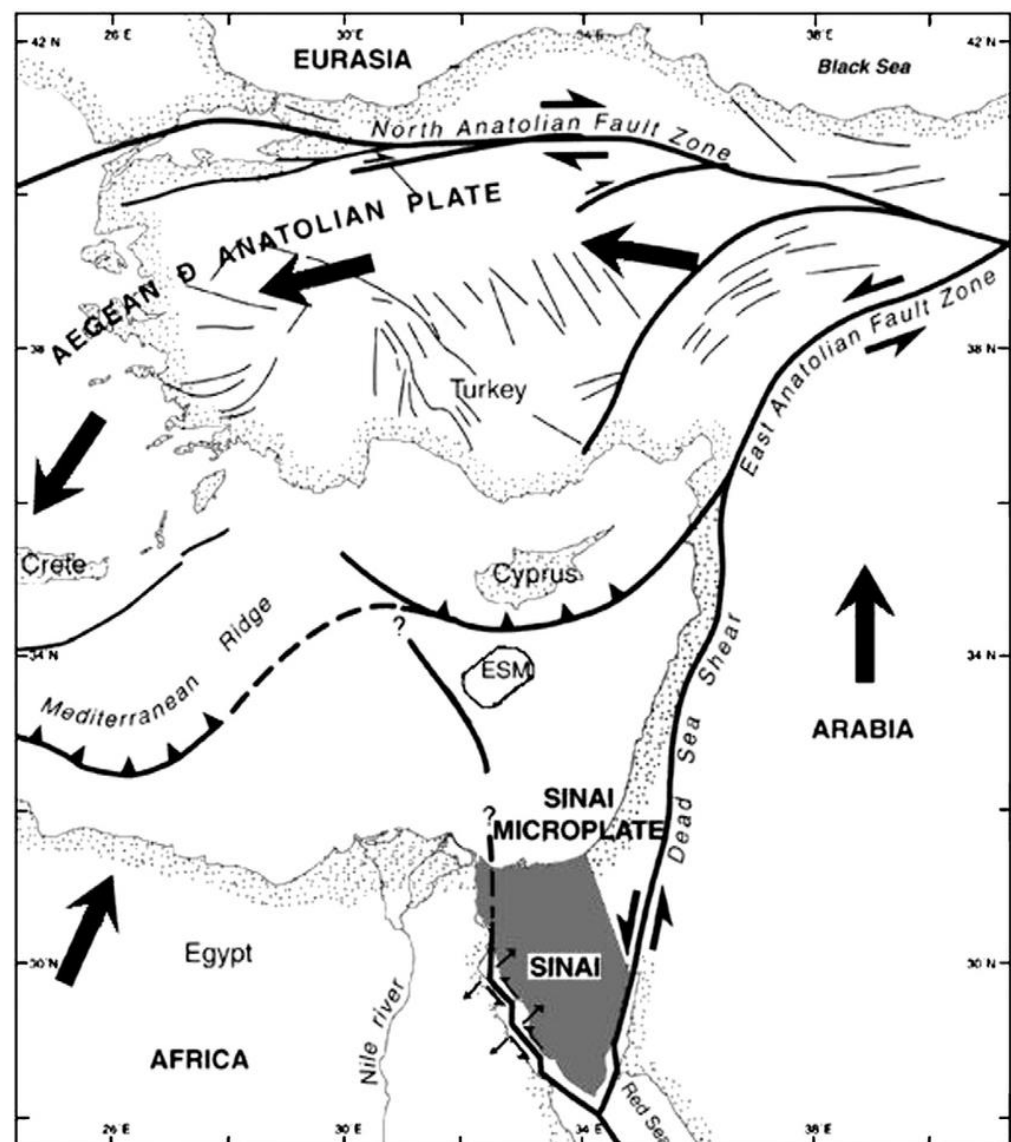 26 E 30 E 34 E 38 E
42 N 42 N
EURASIA
Black Sea
North Anatolian Fault Zone
AEGEAN Đ ANATOLIAN PLATE
38 N 38 N
East Anatolian Fault Zone
Turkey
Crete
Cyprus
?
Mediterranean Ridge
34 N 34 N
ESM
Dead Sea Sheaf
ARABIA
SINAI
MICROPLATE
?
Egypt
30 N 30 N
SINAI
Nile river
AFRICA
Red Sea
26 E 30 E 34 E 38 E